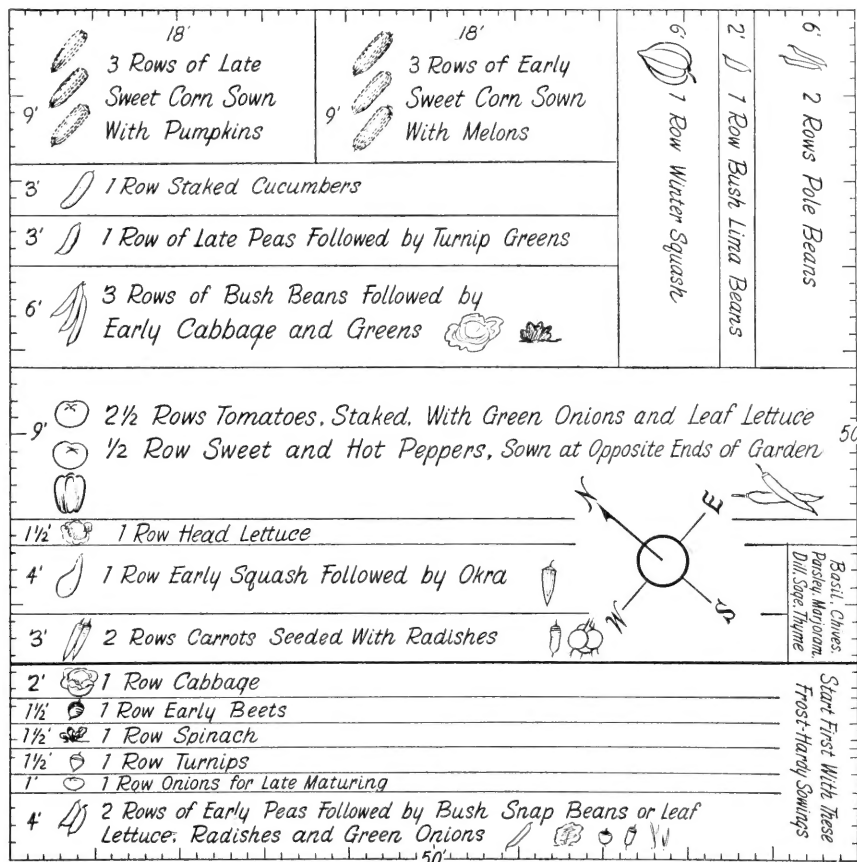 18'
9'
3 Rows of Late
Sweet Corn Sown
With Pumpkins
18'
9'
3 Rows of Early
Sweet Corn Sown
With Melons
6' 1 Row Winter Squash
2' 1 Row Bush Lima Beans
6' 2 Rows Pole Beans
3' 1 Row Staked Cucumbers
3' 1 Row of Late Peas Followed by Turnip Greens
6'
3 Rows of Bush Beans Followed by
Early Cabbage and Greens
9'
2½ Rows Tomatoes, Staked, With Green Onions and Leaf Lettuce
50
½ Row Sweet and Hot Peppers, Sown at Opposite Ends of Garden
N
E
W
S
1½' 1 Row Head Lettuce
4' 1 Row Early Squash Followed by Okra
Basil, Chives,
Parsley, Marjoram,
Dill, Sage, Thyme
3' 2 Rows Carrots Seeded With Radishes
2' 1 Row Cabbage
1½' 1 Row Early Beets
1½' 1 Row Spinach
1½' 1 Row Turnips
1' 1 Row Onions for Late Maturing
4' 2 Rows of Early Peas Followed by Bush Snap Beans or Leaf
Lettuce, Radishes and Green Onions
Start First With These
Frost-Hardy Sowings
50'